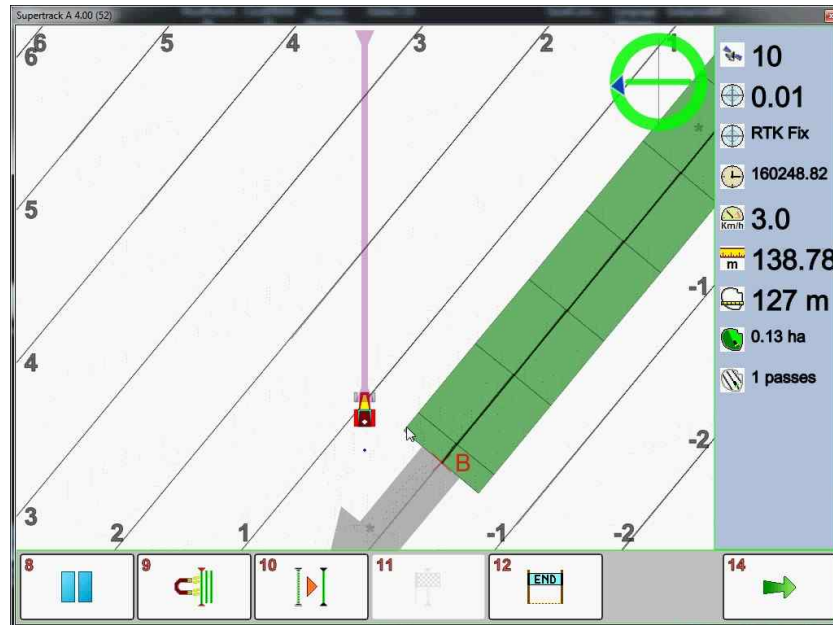 Supertrack A 4.00 (52)
6 5 4 3 2 1
6
10
0.01
RTK Fix
5
160248.82
3.0
Km/h
-1
138.78
m
127 m
4
0.13 ha
1 passes
-2
B
3
2 1 -1 -2
8 9 10 11 12 14
END